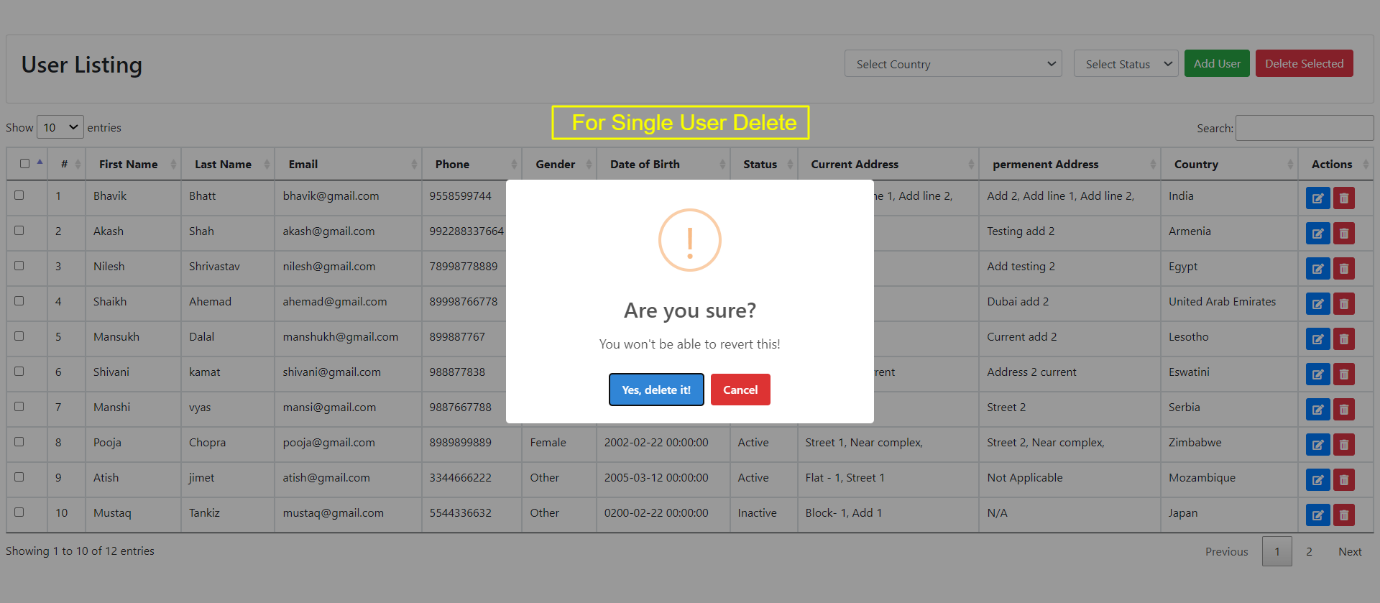 User Listing Select Country Select Status Add User Delete Selected
For Single User Delete
Show 10 entries Search:
# First Name Last Name Email Phone Gender Date of Birth Status Current Address permenent Address Country Actions
1 Bhavik Bhatt bhavik@gmail.com 9558599744 1, Add line 2, Add 2, Add line 1, Add line 2, India
2 Akash Shah akash@gmail.com 992288337664 Testing add 2 Armenia
3 Nilesh Shrivastav nilesh@gmail.com 78998778889 Add testing 2 Egypt
4 Shaikh Ahemad ahemad@gmail.com 89998766778 Dubai add 2 United Arab Emirates
5 Mansukh Dalal manshukh@gmail.com 899887767 Current add 2 Lesotho
6 Shivani kamat shivani@gmail.com 988877838 Address 2 current Eswatini
7 Manshi vyas mansi@gmail.com 9887667788 Street 2 Serbia
8 Pooja Chopra pooja@gmail.com 8989899889 Female 2002-02-22 00:00:00 Active Street 1, Near complex, Street 2, Near complex, Zimbabwe
9 Atish jimet atish@gmail.com 3344666222 Other 2005-03-12 00:00:00 Active Flat - 1, Street 1 Not Applicable Mozambique
10 Mustaq Tankiz mustaq@gmail.com 5544336632 Other 0200-02-22 00:00:00 Inactive Block- 1, Add 1 N/A Japan
Showing 1 to 10 of 12 entries Previous 1 2 Next
!
Are you sure?
You won't be able to revert this!
Yes, delete it! Cancel